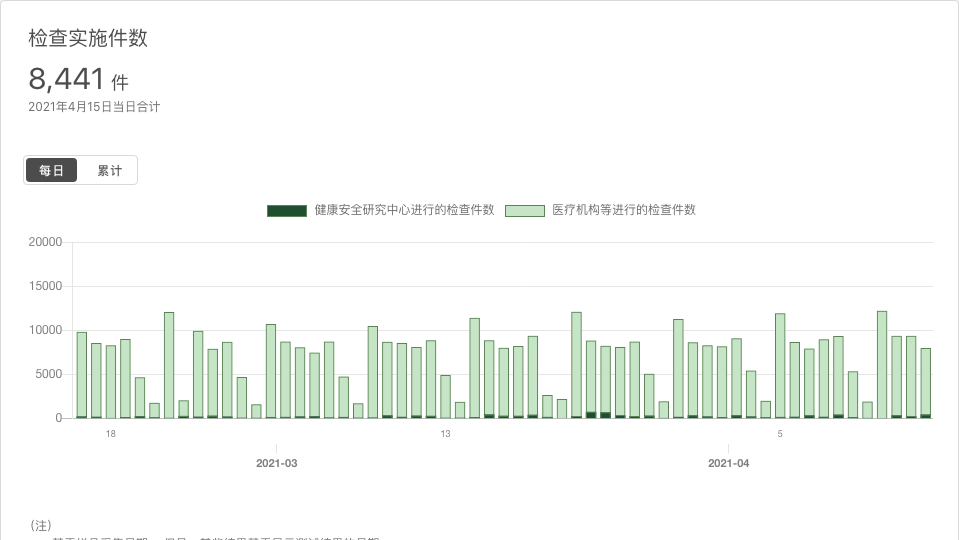 检查实施件数
8,441 件
2021年4月15日当日合计
每日 累计
健康安全研究中心进行的检查件数 医疗机构等进行的检查件数
20000
15000
10000
5000
0
18 13 5
2021-03 2021-04
(注)